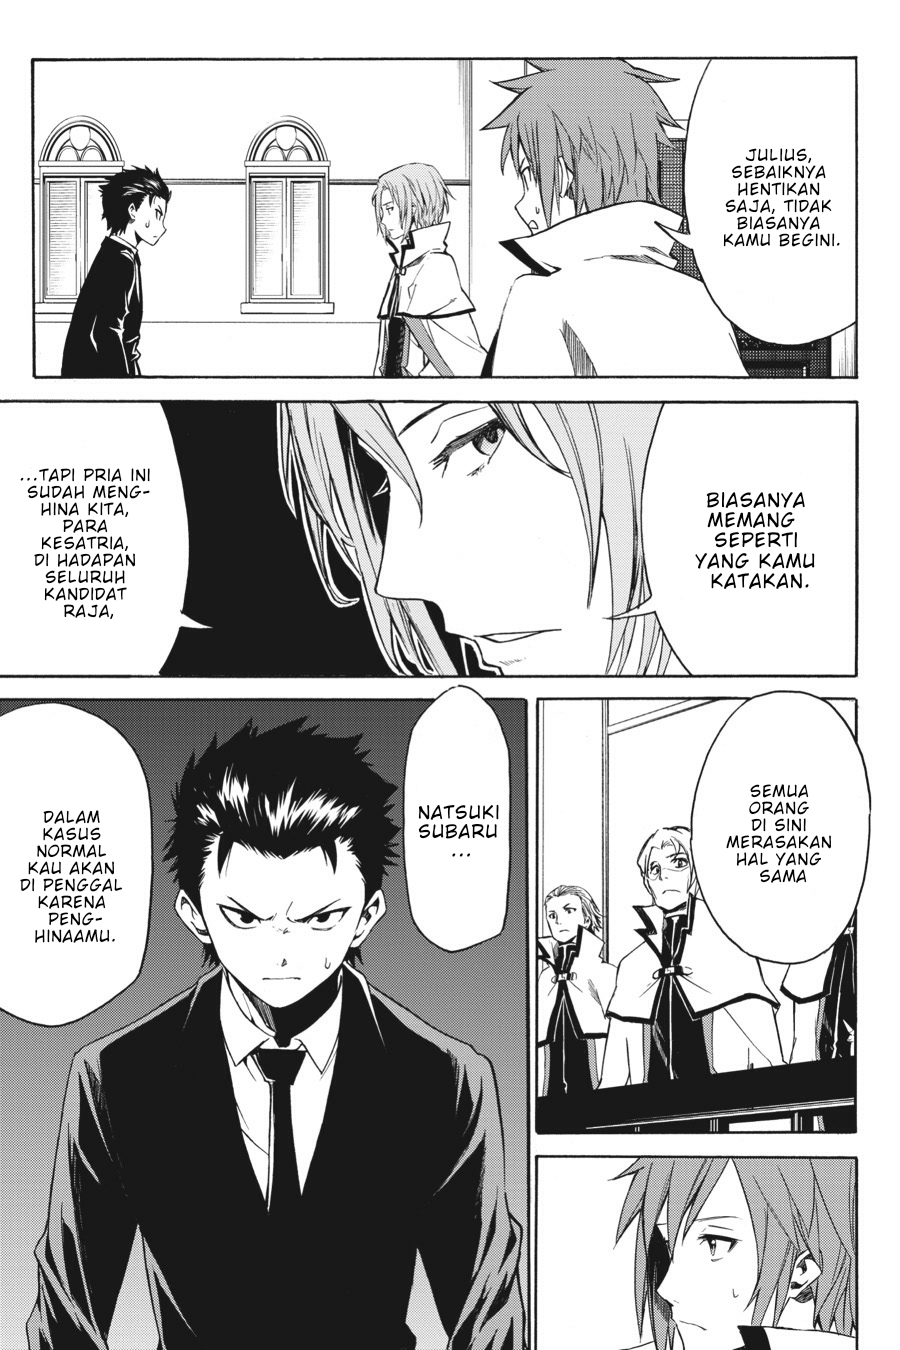 JULIUS,
SEBAIKNYA
HENTIKAN
SAJA, TIDAK
BIASANYA
KAMU BEGINI.
BIASANYA
MEMANG
SEPERTI
YANG KAMU
KATAKAN.
...TAPI PRIA INI
SUDAH MENG-
HINA KITA,
PARA
KESATRIA,
DI HADAPAN
SELURUH
KANDIDAT
RAJA,
SEMUA
ORANG
DI SINI
MERASAKAN
HAL YANG
SAMA
NATSUKI
SUBARU
...
DALAM
KASUS
NORMAL
KAU AKAN
DI PENGGAL
KARENA
PENG-
HINAAMU.